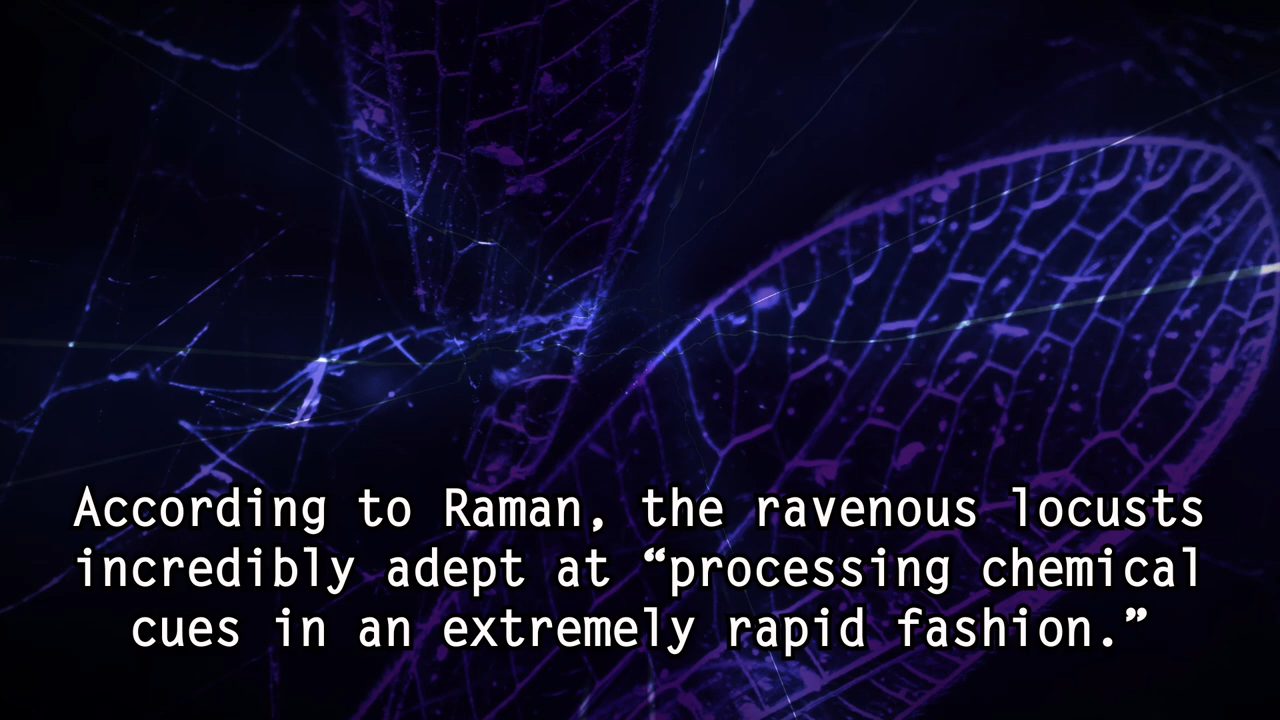 According to Raman, the ravenous locusts
incredibly adept at “processing chemical
cues in an extremely rapid fashion.”